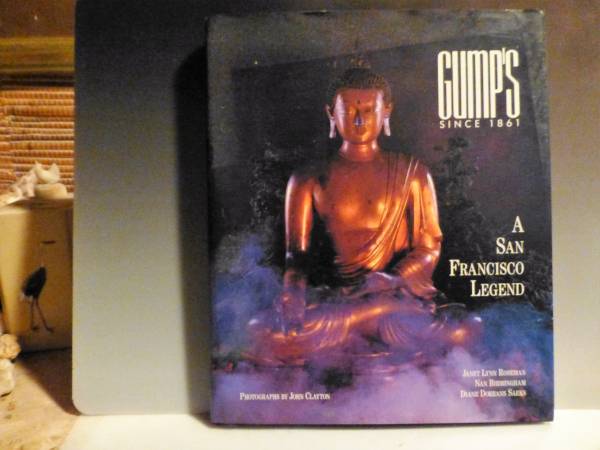 GUMP'S
SINCE 1861
A
SAN
FRANCISCO
LEGEND
JANET LYNN ROSEMAN
NAN BIRMINGHAM
DIANE DORRANS SAEKS
PHOTOGRAPHS BY JOHN CLAYTON